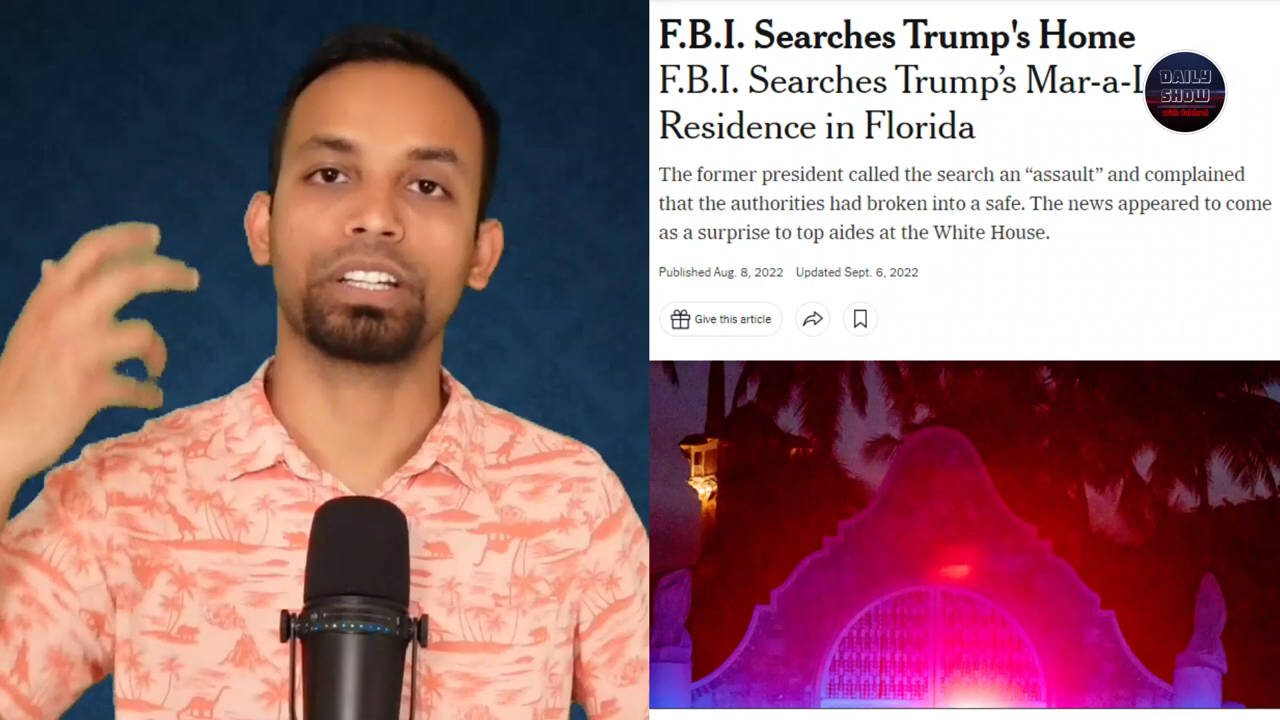 F.B.I. Searches Trump's Home
F.B.I. Searches Trump’s Mar-a-L
Residence in Florida
DAILY
SHOW
The former president called the search an “assault” and complained
that the authorities had broken into a safe. The news appeared to come
as a surprise to top aides at the White House.
Published Aug. 8, 2022 Updated Sept. 6, 2022
Give this article